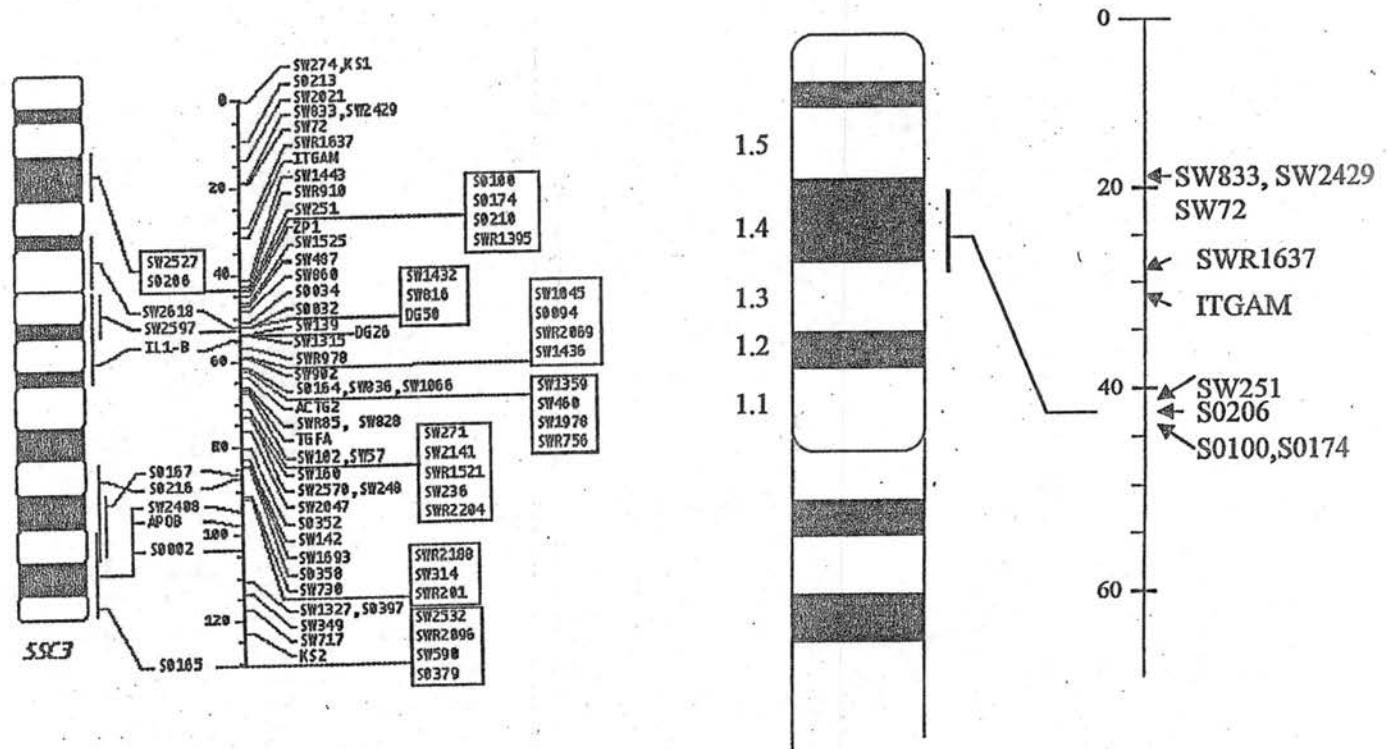 SW274,KS1
S0213
SW2021
SW833,SW2429
SW72
SWR1637
ITGAM
SW1443
SWR910
SW251
ZP1
SW1525
SW487
SW860
S0034
S0032
SW139
SW1315
SWR978
SW902
S0164,SW836,SW1066
ACTG2
SWR85, SW828
TGFA
SW102,SW57
SW160
SW2570,SW248
SW2047
S0352
SW142
SW1693
S0358
SW730
SW1327,S0397
SW349
SW717
KS2
0
20
40
60
80
100
120
SW2527
S0206
SW2618
SW2597
IL1-B
S0167
S0216
SW2408
APOB
S0002
S0165
SSC3
S0100
S0174
S0210
SWR1395
SW1432
SW816
DG50
DG26
SW1045
S0094
SWR2069
SW1436
SW1359
SW460
SW1978
SWR756
SW271
SW2141
SWR1521
SW236
SWR2204
SWR2188
SW314
SWR201
SW2532
SWR2096
SW590
S0379
1.5
1.4
1.3
1.2
1.1
0
20
40
60
SW833, SW2429
SW72
SWR1637
ITGAM
SW251
S0206
S0100,S0174